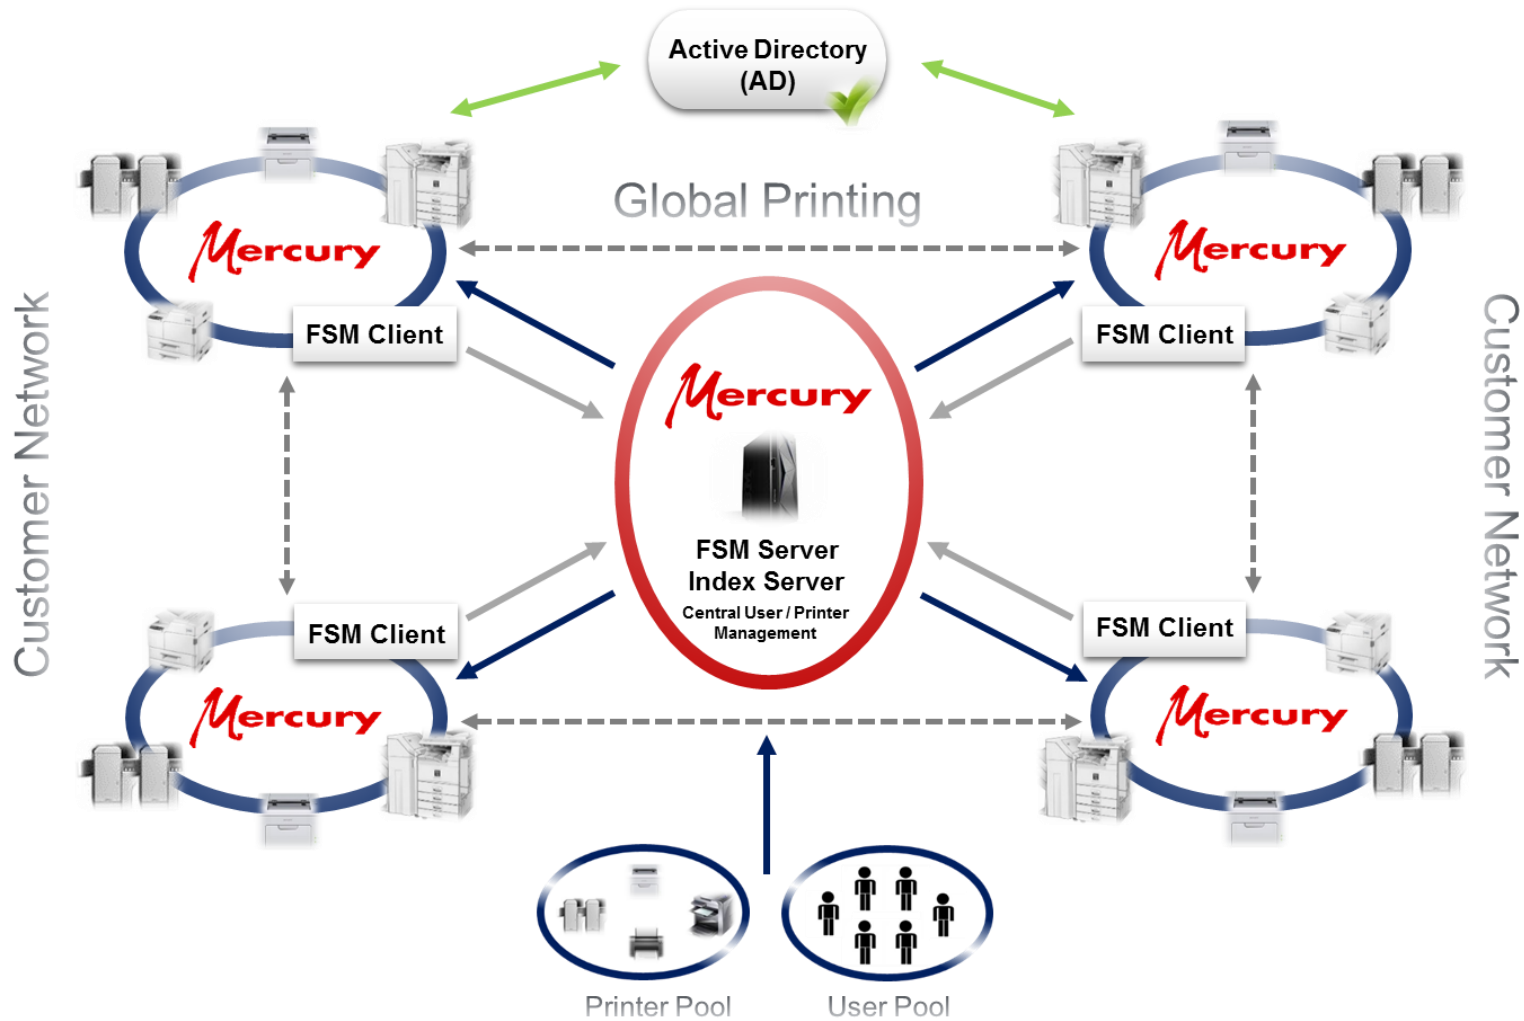 Active Directory
(AD)
Global Printing
Mercury
Mercury
FSM Client
FSM Client
Customer Network
Customer Network
Mercury
FSM Server
Index Server
Central User / Printer
Management
FSM Client
FSM Client
Mercury
Mercury
Printer Pool
User Pool